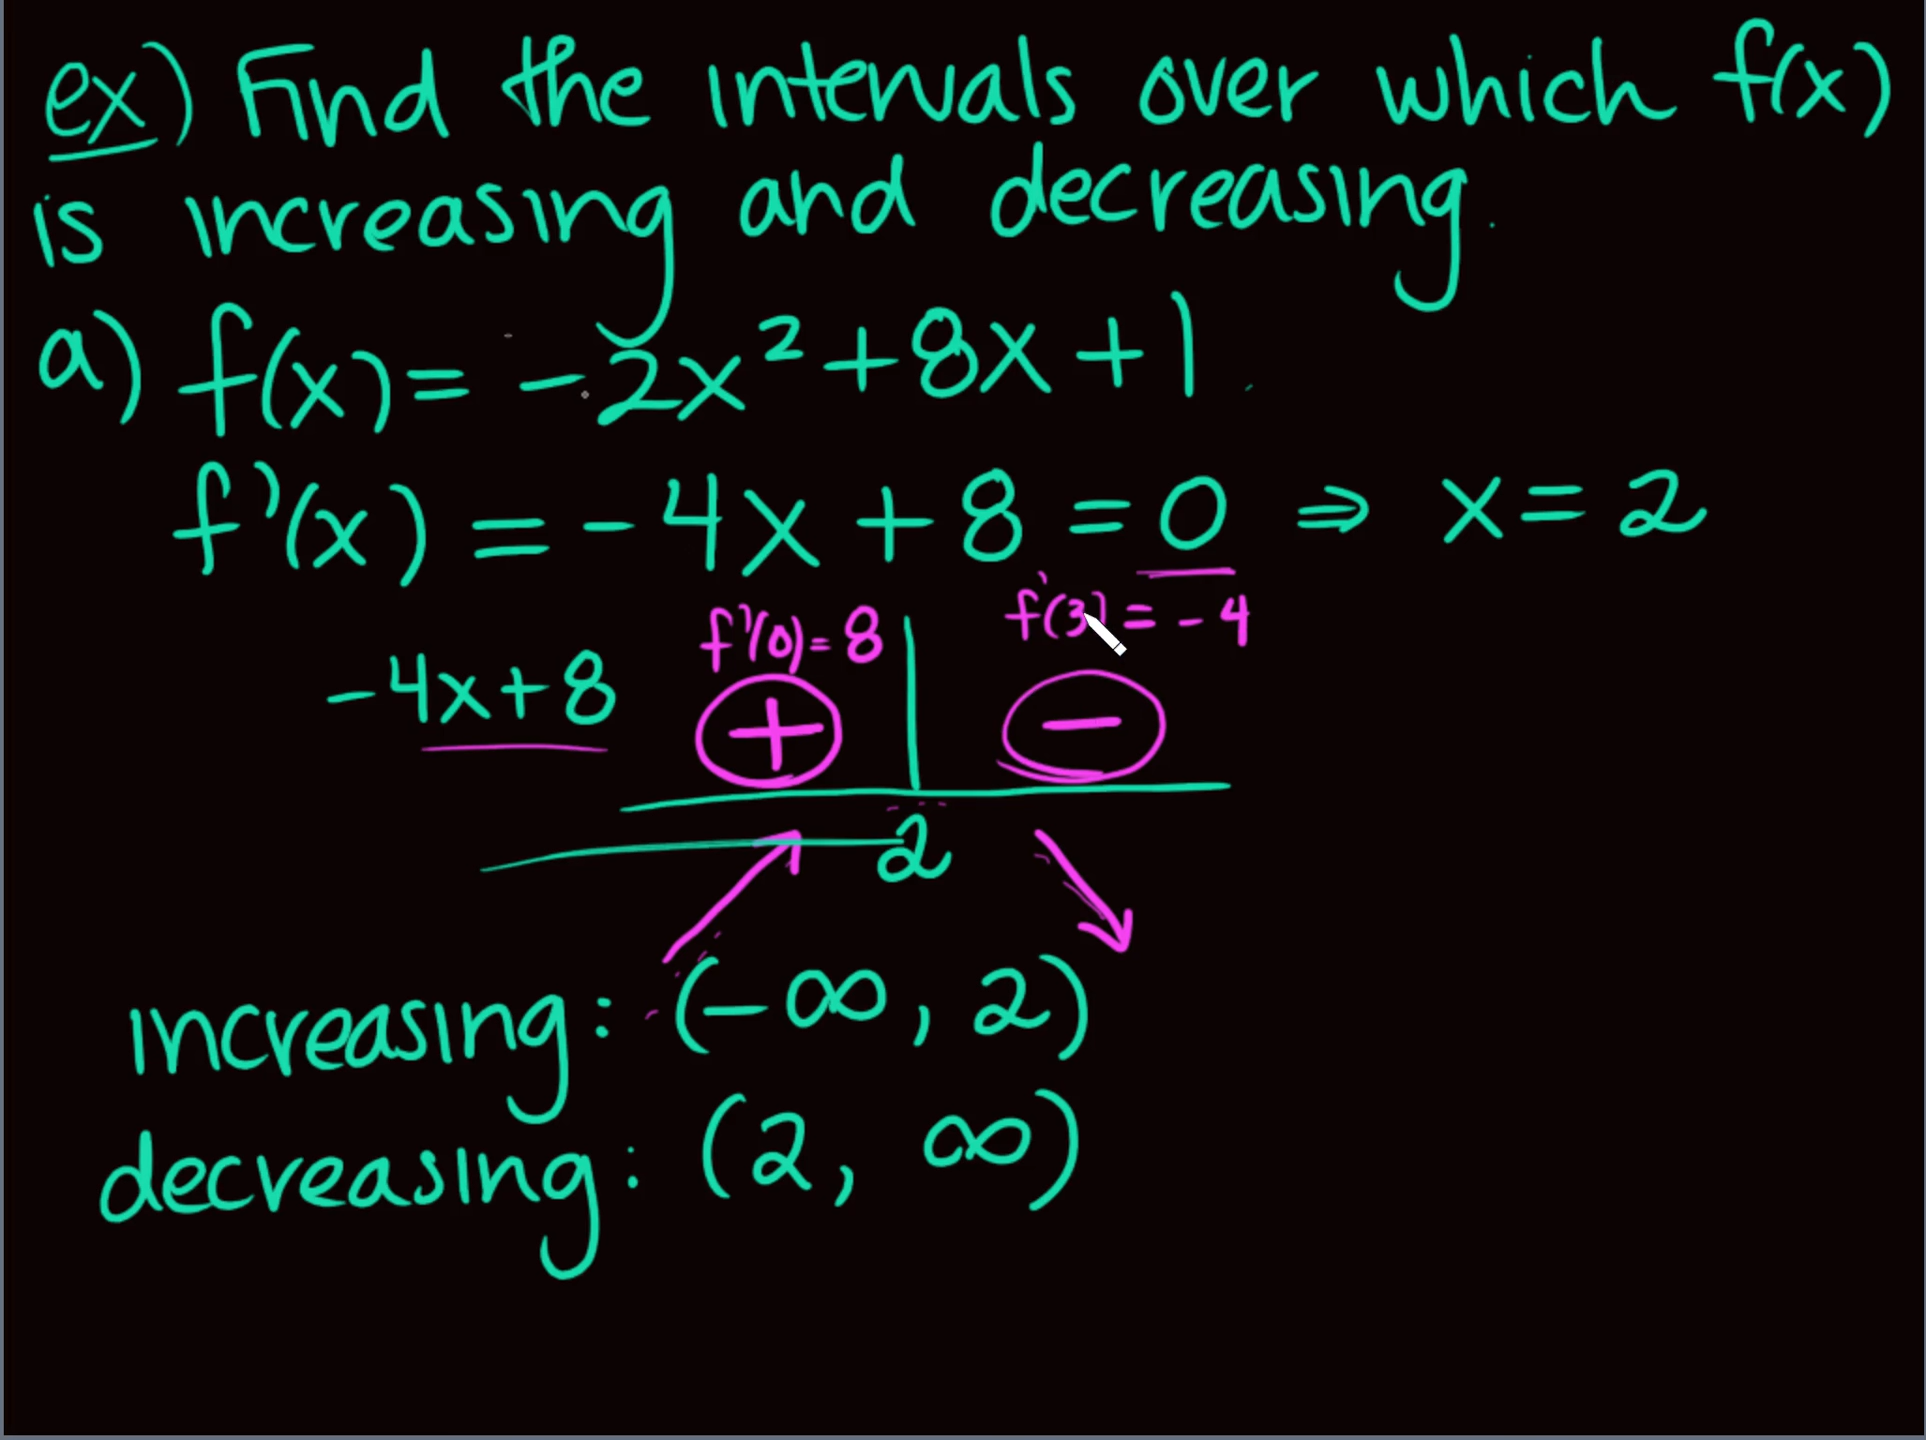 ex) Find the intervals over which f(x)
is increasing and decreasing.
a) f(x) = -2x² + 8x + 1
f'(x) = -4x + 8 = 0 ⇒ x = 2
f'(0) = 8 f'(3) = -4
-4x + 8 + −
2
increasing: (-∞, 2)
decreasing: (2, ∞)